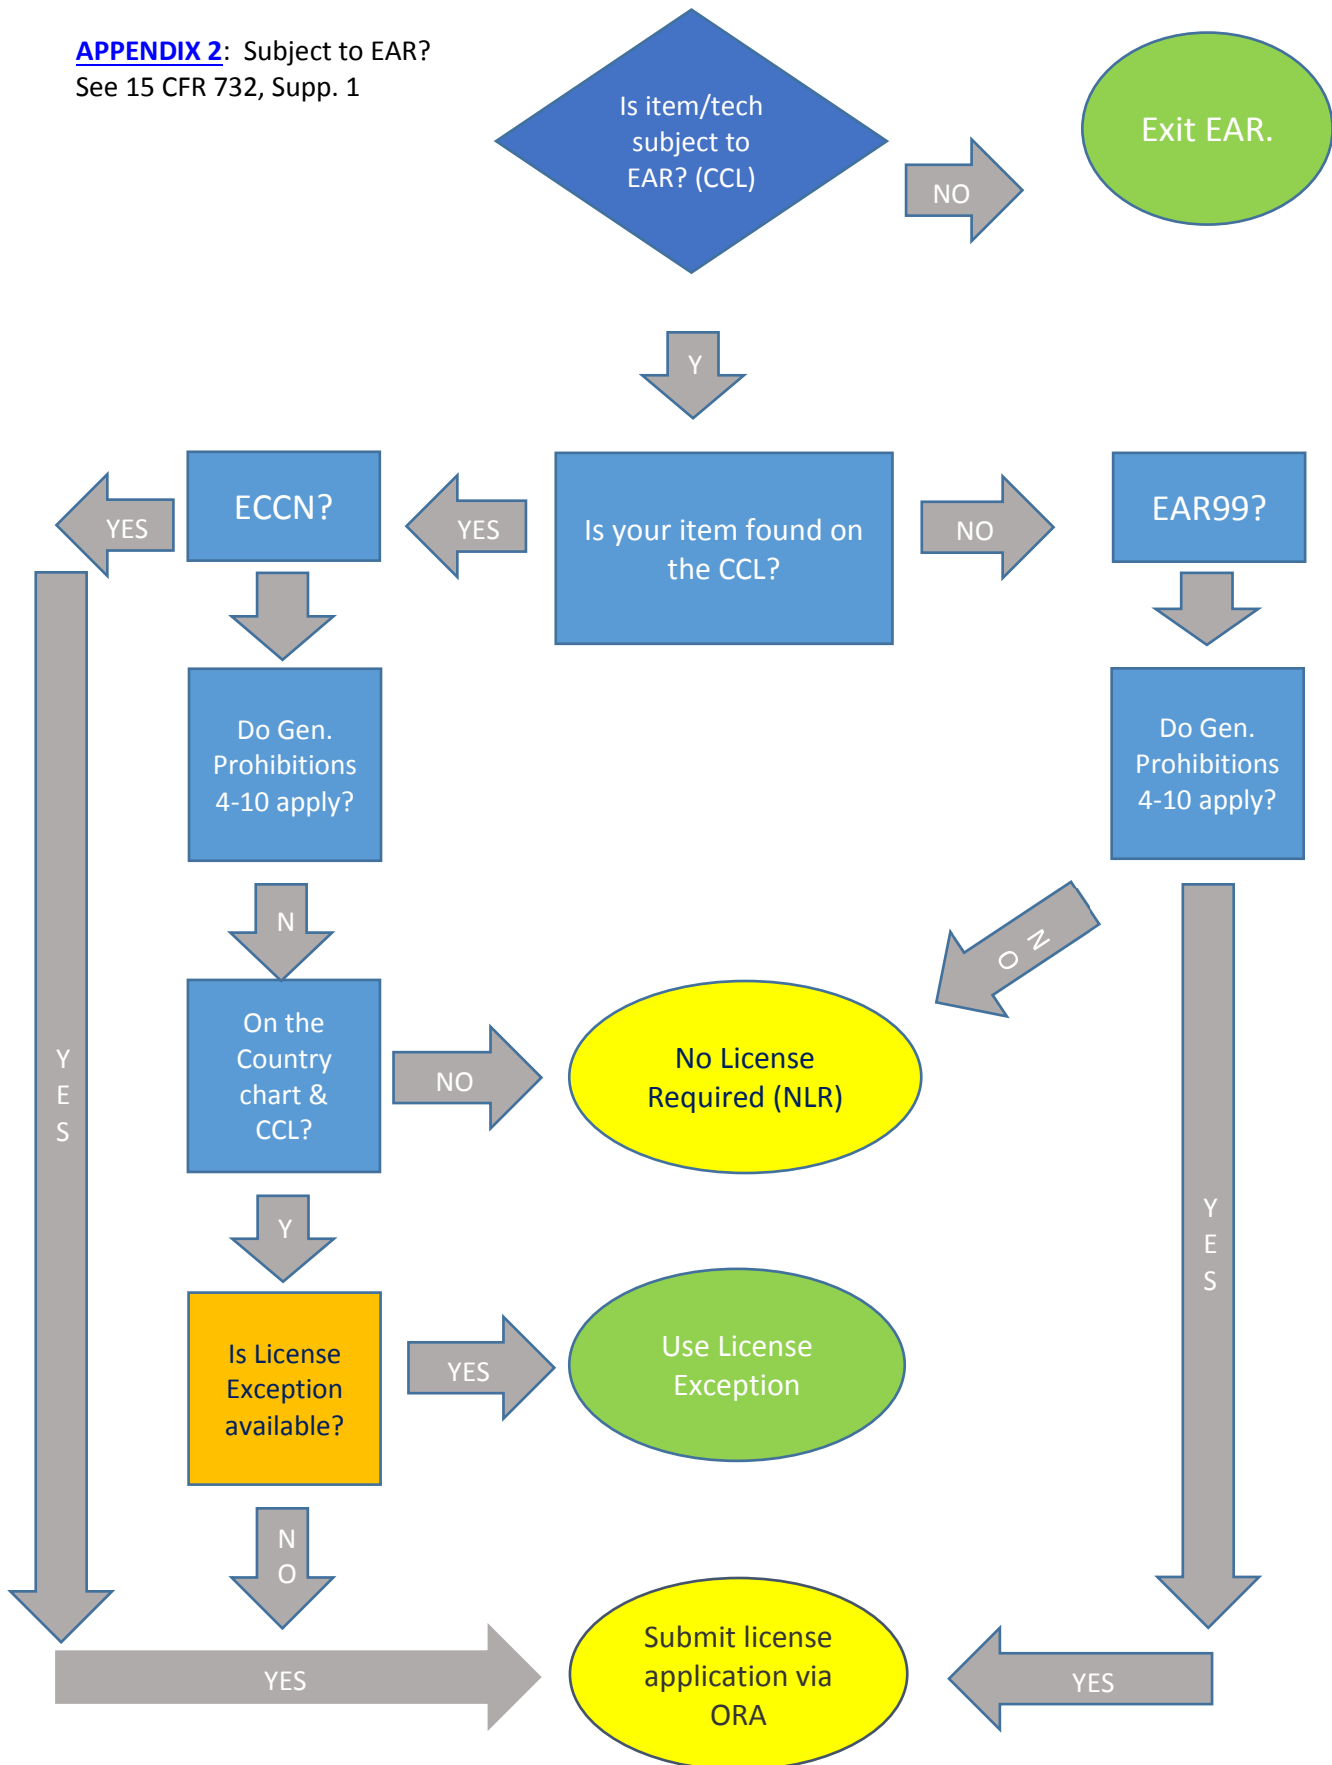 APPENDIX 2:  Subject to EAR?
See 15 CFR 732, Supp. 1
Is item/tech
subject to
EAR? (CCL)
Exit EAR.
NO
Y
ECCN?
YES
YES
Is your item found on
the CCL?
NO
EAR99?
Do Gen.
Prohibitions
4-10 apply?
Do Gen.
Prohibitions
4-10 apply?
N
N
O
On the
Country
chart &
CCL?
NO
No License
Required (NLR)
Y
E
S
Y
Y
E
S
Is License
Exception
available?
YES
Use License
Exception
N
O
YES
Submit license
application via
ORA
YES